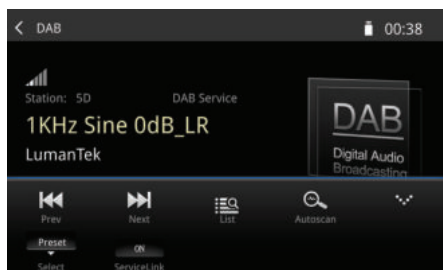 DAB
00:38
Station: 5D DAB Service
1KHz Sine 0dB_LR
LumanTek
DAB
Digital Audio
Broadcasting
Prev Next List Autoscan
Preset ON
Select ServiceLink